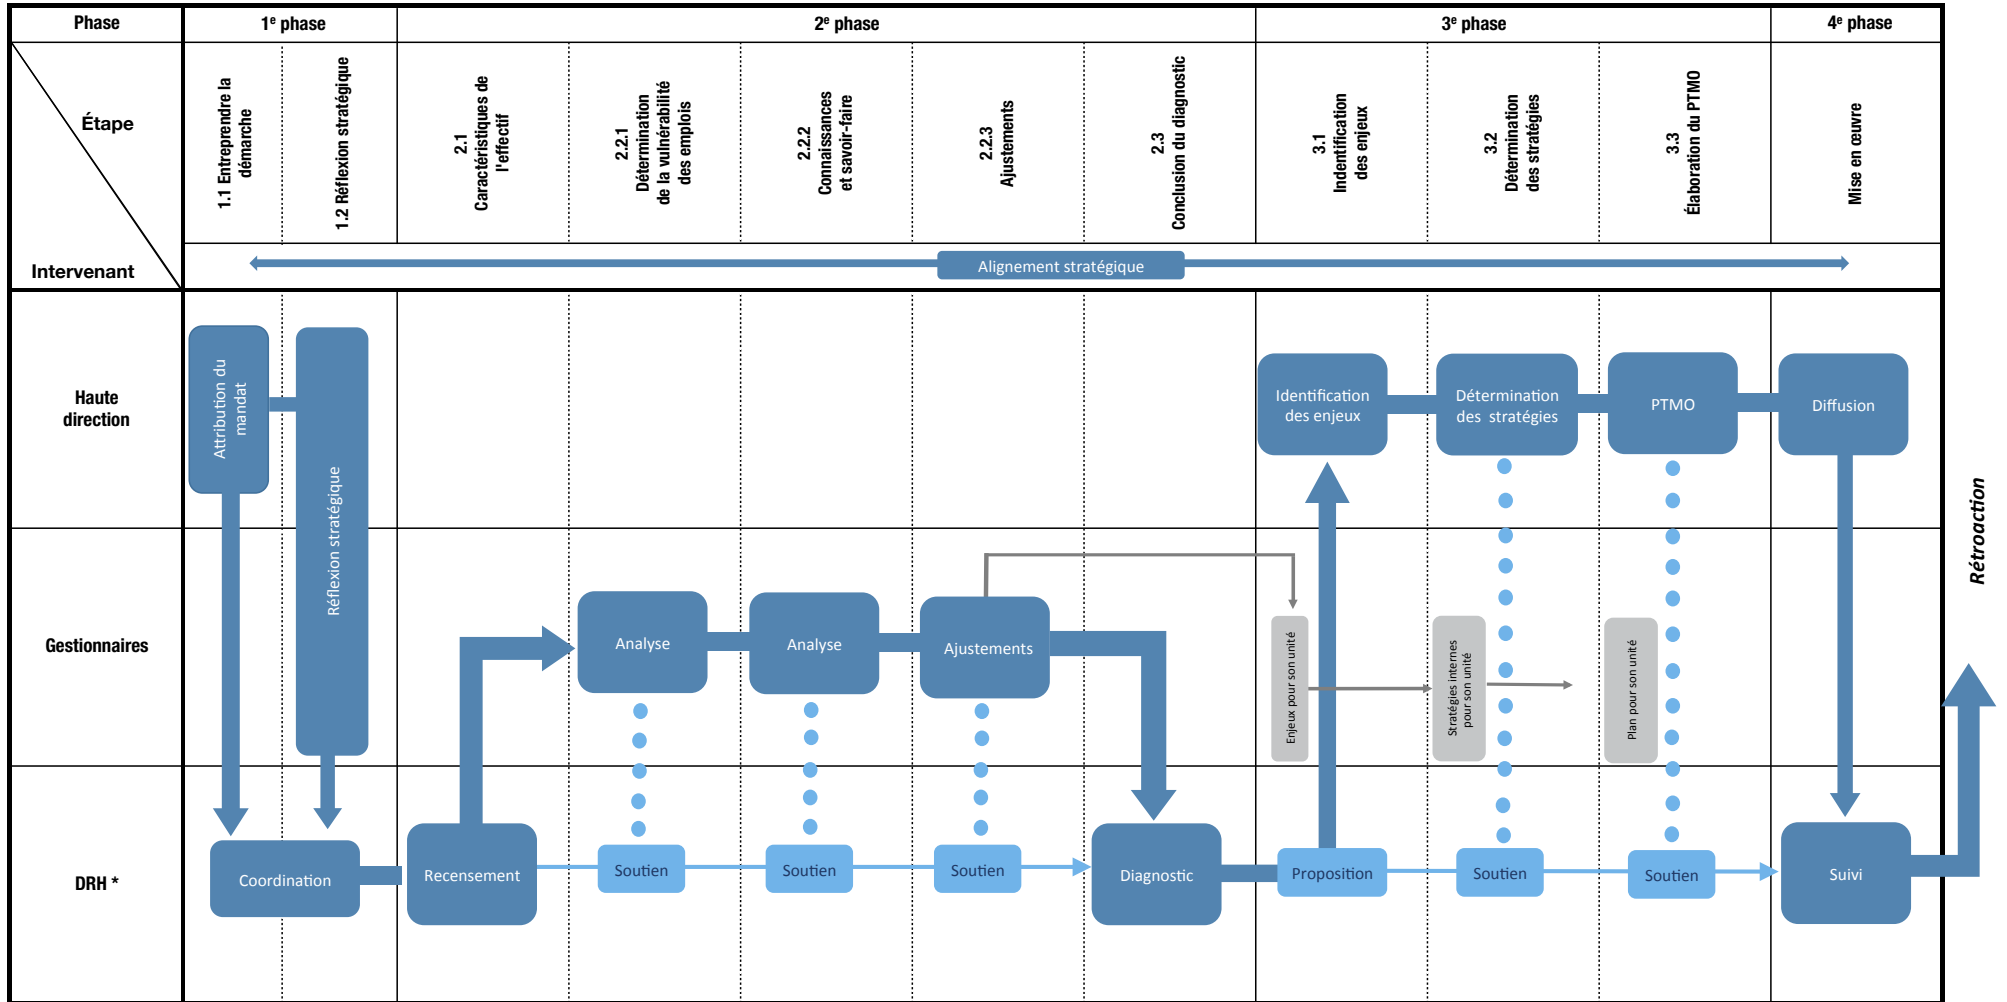 Phase
1e phase
2e phase
3e phase
4e phase
Étape
Intervenant
1.1 Entreprendre la
démarche
1.2 Réflexion stratégique
2.1
Caractéristiques de
l'effectif
2.2.1
Détermination
de la vulnérabilité
des emplois
2.2.2
Connaissances
et savoir-faire
2.2.3
Ajustements
2.3
Conclusion du diagnostic
3.1
Indentification
des enjeux
3.2
Détermination
des stratégies
3.3
Élaboration du PTMO
Mise en œuvre
Alignement stratégique
Haute
direction
Attribution du
mandat
Réflexion stratégique
Identification
des enjeux
Détermination
des stratégies
PTMO
Diffusion
Gestionnaires
Analyse
Analyse
Ajustements
Enjeux pour son unité
Stratégies internes
pour son unité
Plan pour son unité
DRH *
Coordination
Recensement
Soutien
Soutien
Soutien
Diagnostic
Proposition
Soutien
Soutien
Suivi
Rétroaction